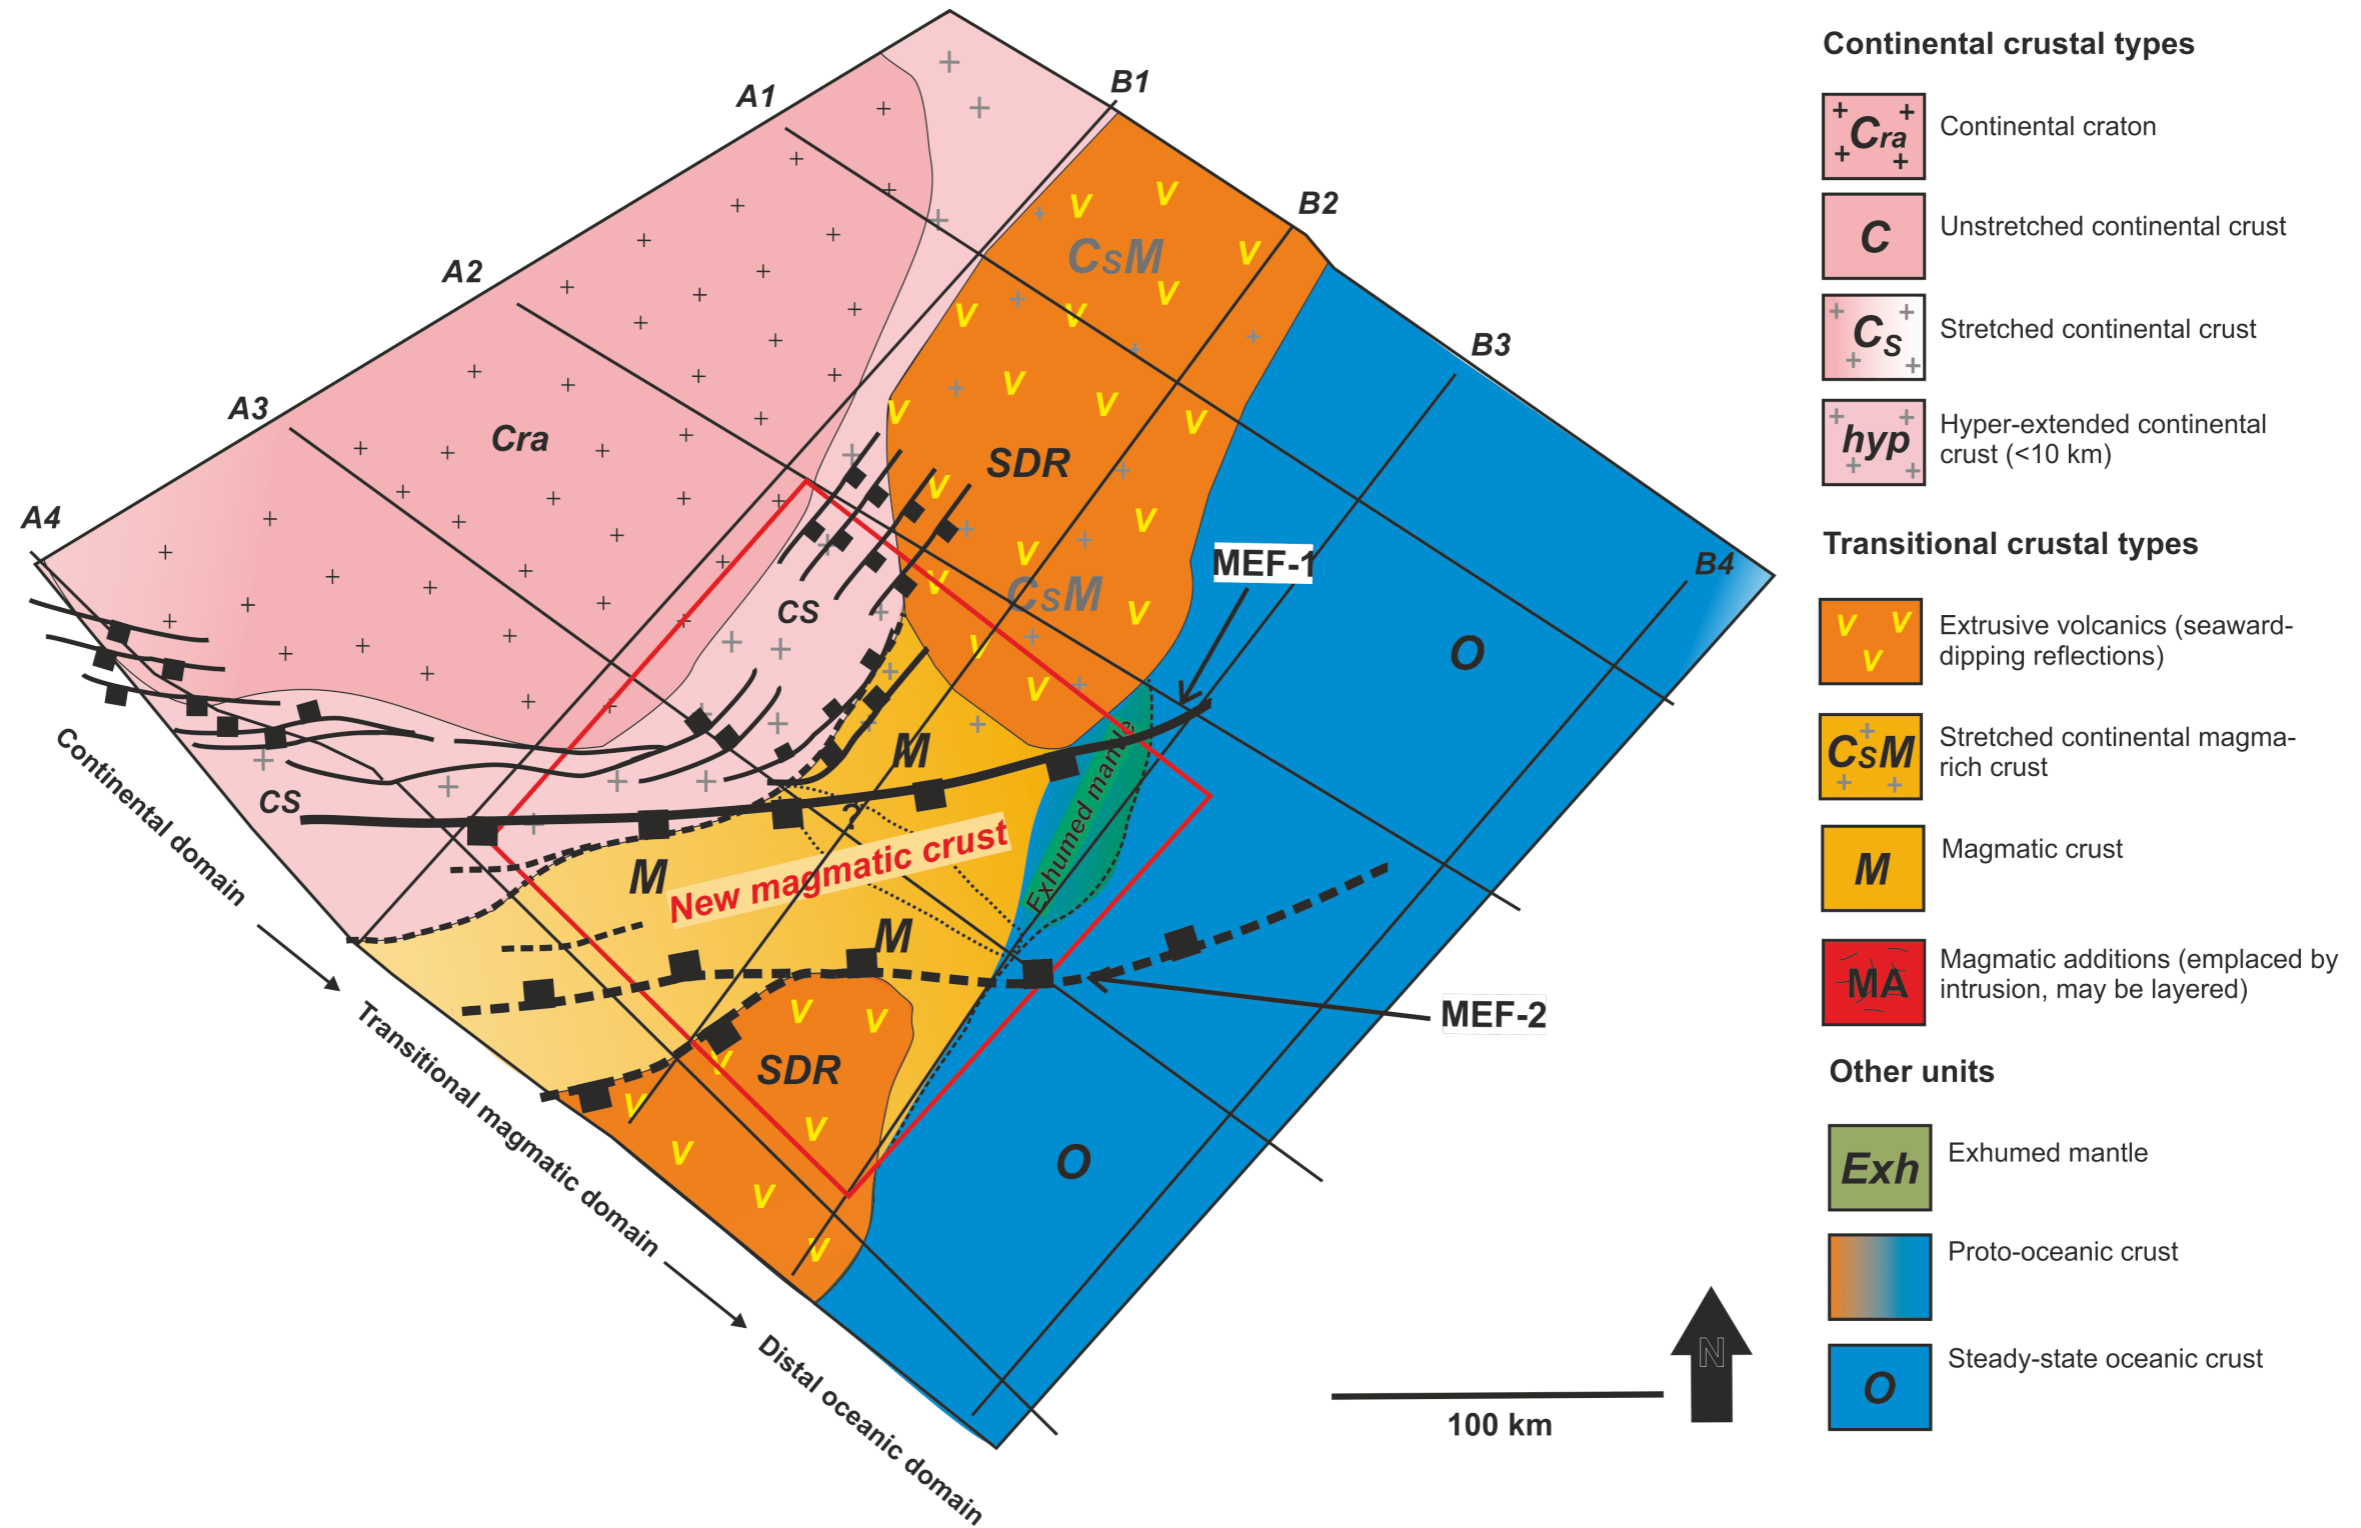 A1
A2
A3
A4
B1
B2
B3
B4
CSM
SDR
Cra
CSM
CS
MEF-1
O
M
CS
?
M
New magmatic crust
Exhumed mantle
M
MEF-2
SDR
O
V V V V V V V V V V V V V V V V V V
V V V V V V V V
Continental domain
Transitional magmatic domain
Distal oceanic domain
100 km
N
Continental crustal types
Cra
Continental craton
C
Unstretched continental crust
CS
Stretched continental crust
hyp
Hyper-extended continental
crust (<10 km)
Transitional crustal types
V V
V
Extrusive volcanics (seaward-
dipping reflections)
CSM
Stretched continental magma-
rich crust
M
Magmatic crust
MA
Magmatic additions (emplaced by
intrusion, may be layered)
Other units
Exh
Exhumed mantle
Proto-oceanic crust
O
Steady-state oceanic crust